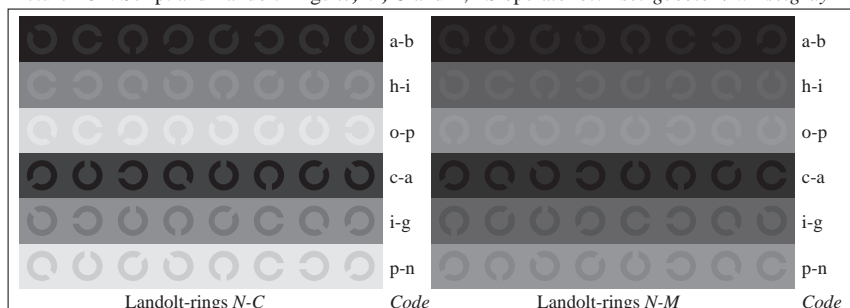 a-b
h-i
o-p
c-a
i-g
p-n
Landolt-rings N-C Code
a-b
h-i
o-p
c-a
i-g
p-n
Landolt-rings N-M Code